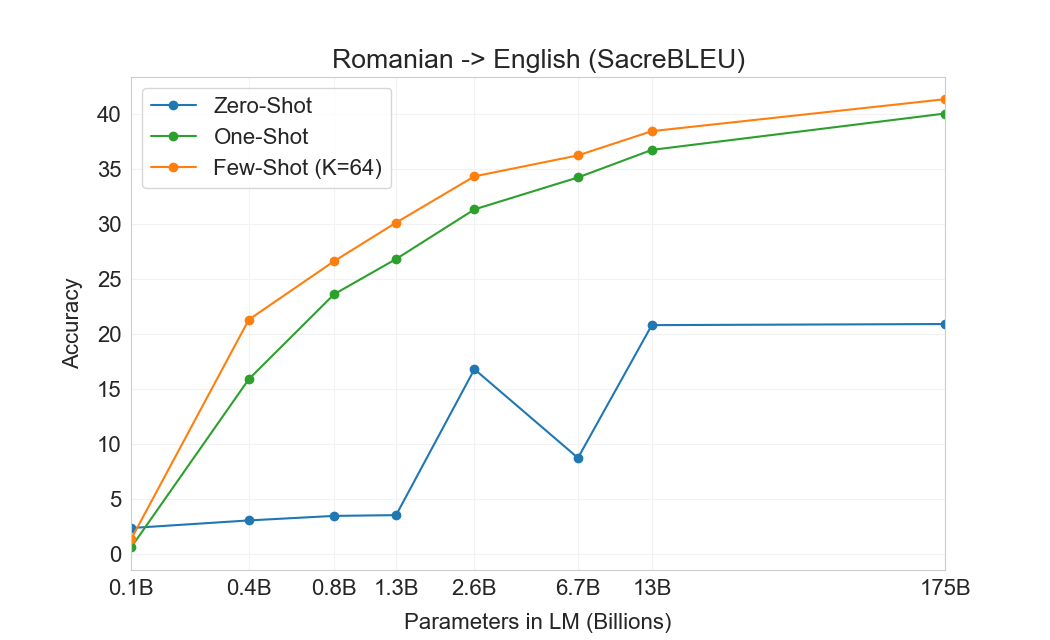 Romanian -> English (SacreBLEU)
Zero-Shot
One-Shot
Few-Shot (K=64)
40
35
30
25
20
15
10
5
0
Accuracy
0.1B 0.4B 0.8B 1.3B 2.6B 6.7B 13B 175B
Parameters in LM (Billions)